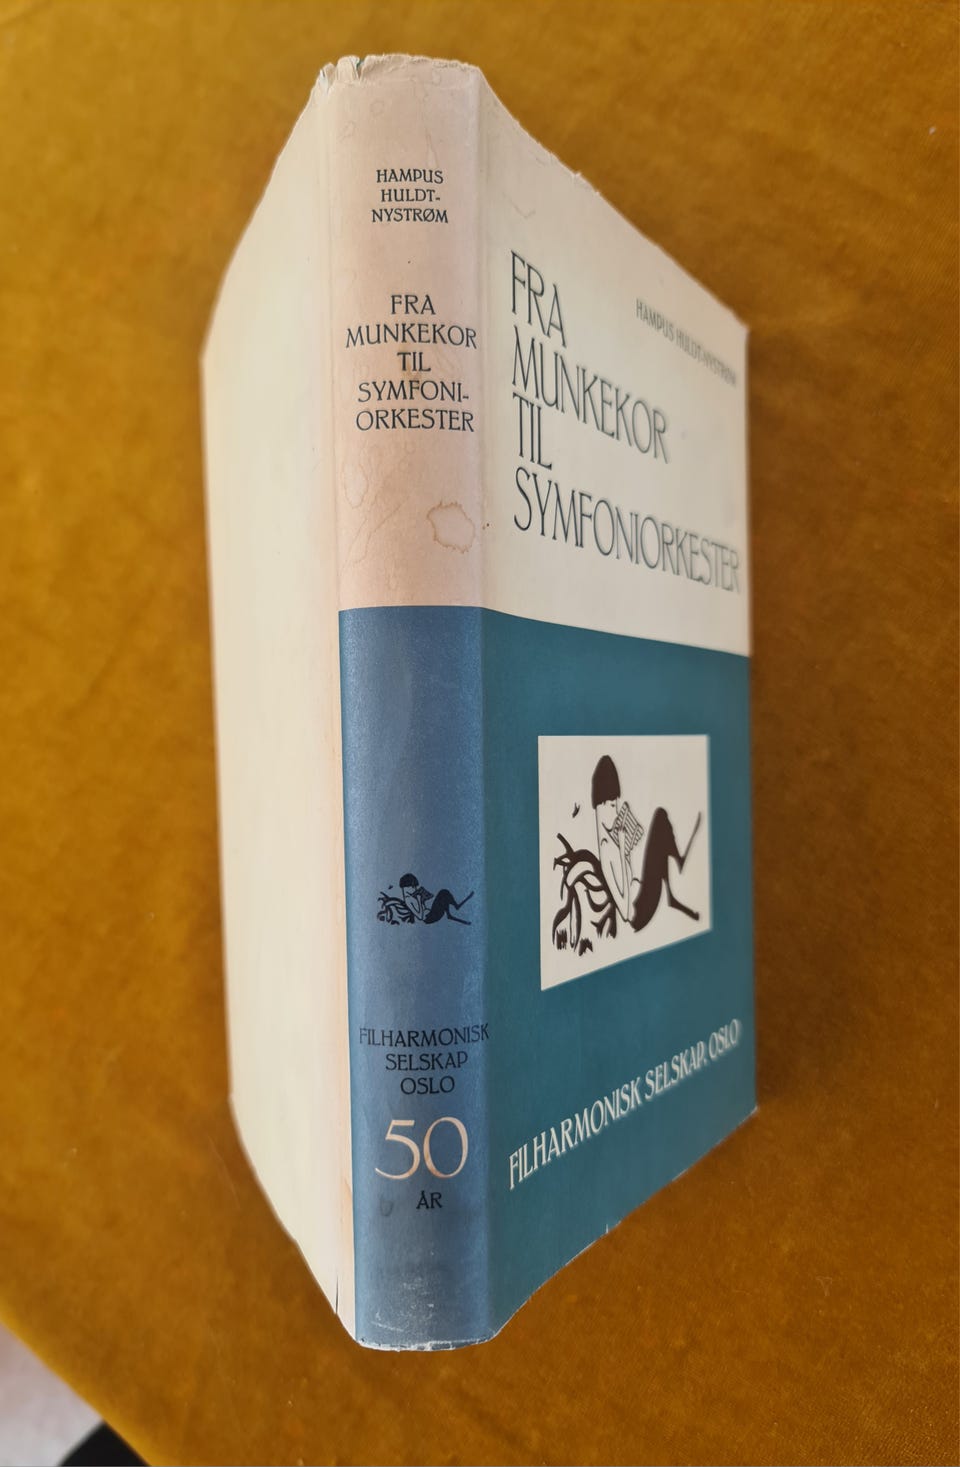 HAMPUS
HULDT-
NYSTRØM
FRA
MUNKEKOR
TIL
SYMFONI-
ORKESTER
FILHARMONISK
SELSKAP
OSLO
50
ÅR
HAMPUS HULDT-NYSTRØM
FRA
MUNKEKOR
TIL
SYMFONIORKESTER
FILHARMONISK SELSKAP, OSLO